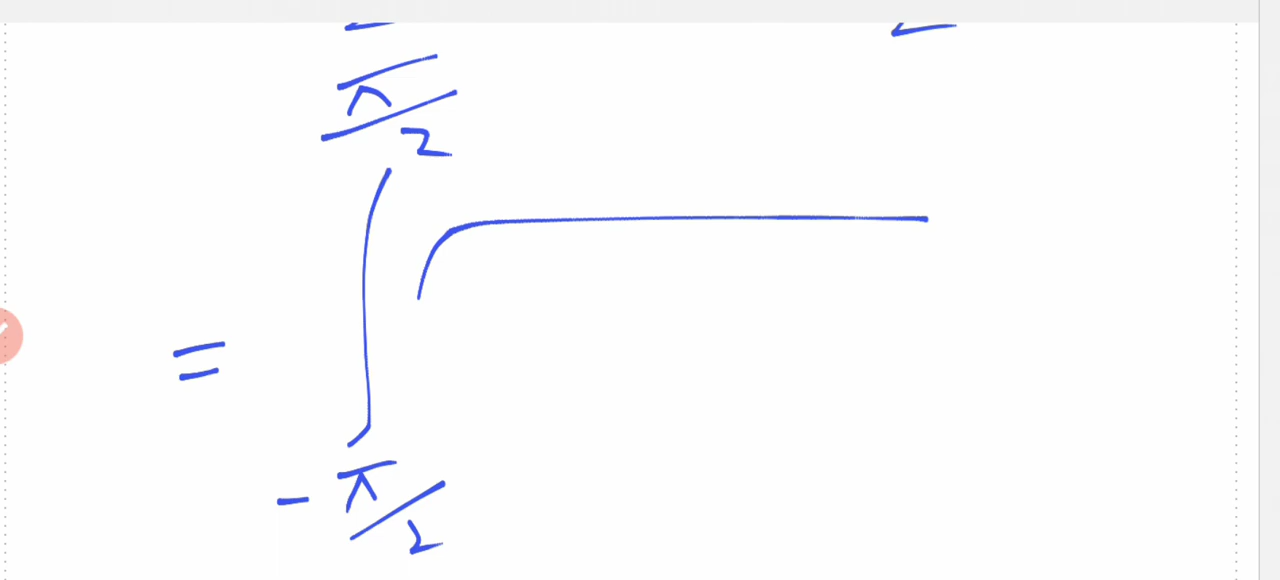 π/2
= ∫ √
-π/2